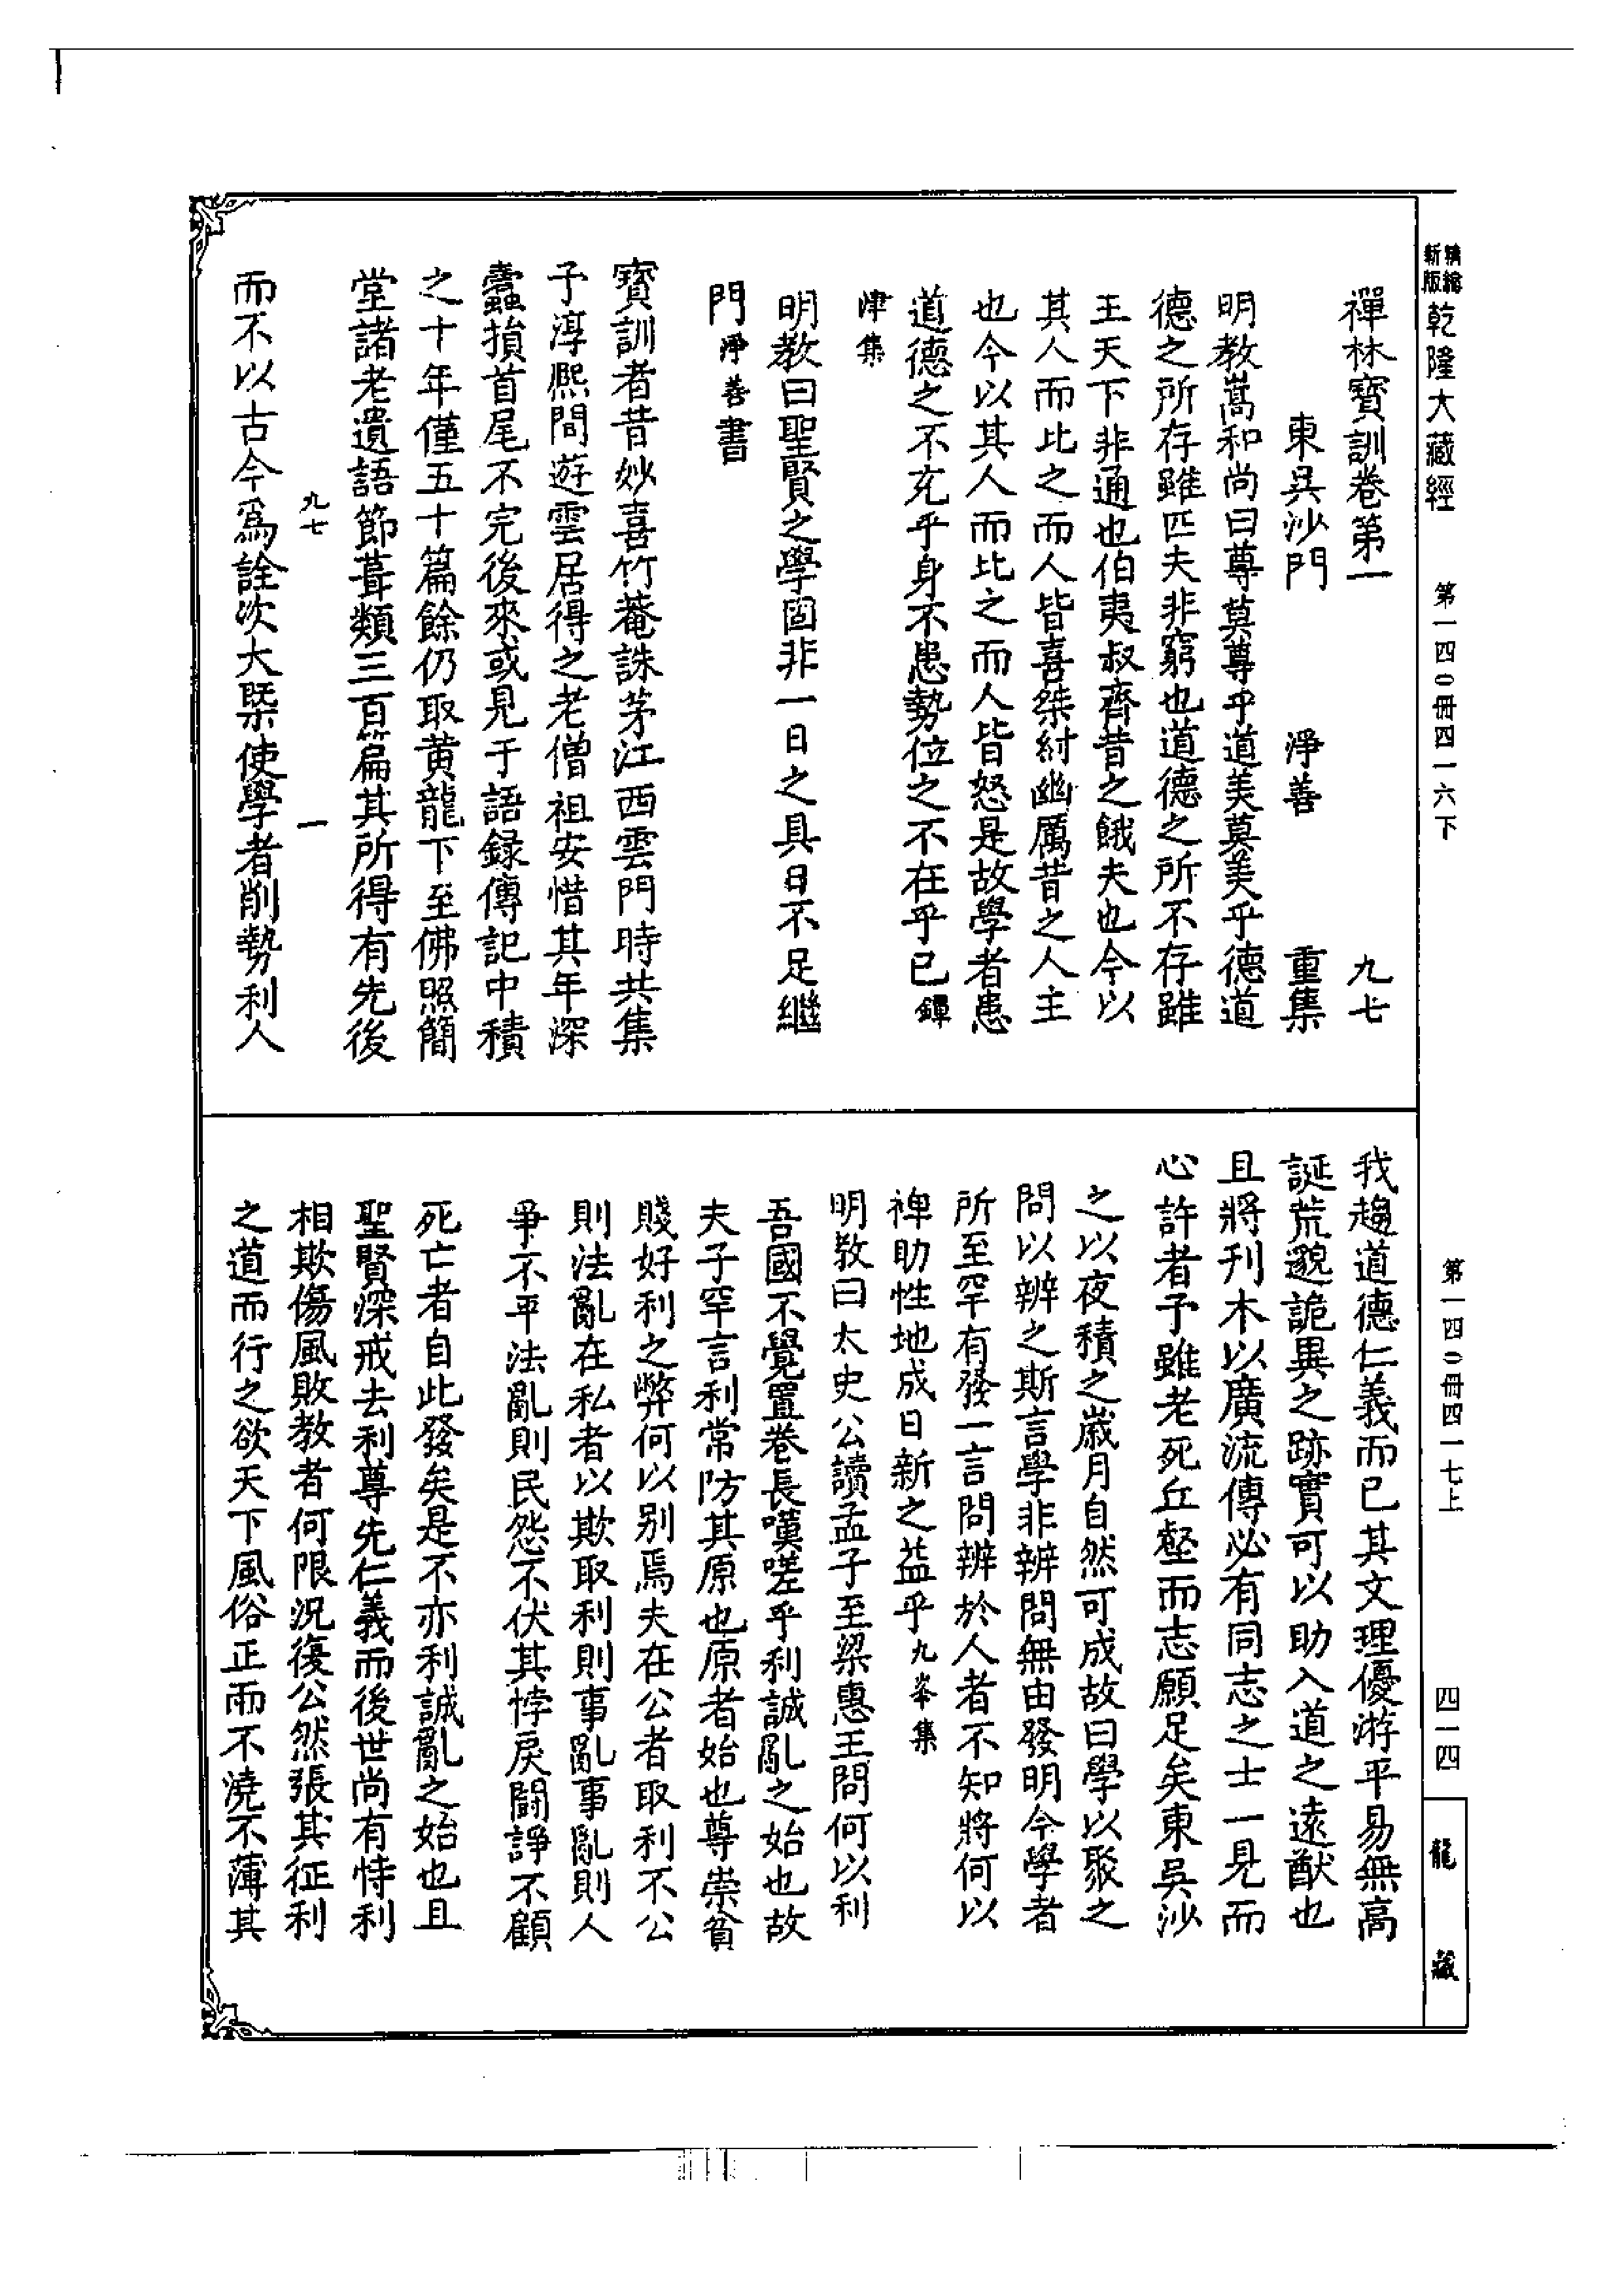 新編
精版
乾隆大藏經
第一四〇冊四一六下
第一四〇冊四一七上
四一四
龍藏
禪林寶訓卷第一 九七
東吳沙門 淨善 重集
明教嵩和尚曰尊莫尊乎道美莫美乎德道
德之所存雖匹夫非窮也道德之所不存雖
王天下非通也伯夷叔齊昔之餓夫也今以
其人而比之而人皆喜桀紂幽厲昔之人主
也今以其人而比之而人皆怒是故學者患
道德之不充乎身不患勢位之不在乎已鐔
津集
明教曰聖賢之學固非一日之具日不足繼
門淨善書
寶訓者昔妙喜竹菴誅茅江西雲門時共集
予淳熙間遊雲居得之老僧祖安惜其年深
蠹損首尾不完後來或見于語錄傳記中積
之十年僅五十篇餘仍取黃龍下至佛照簡
堂諸老遺語節葺類三百篇其所得有先後
九七 一
而不以古今為詮次大槩使學者削勢利人
我趨道德仁義而已其文理優游平易無高
誕荒邈詭異之跡實可以助入道之遠猷也
且將刊木以廣流傳必有同志之士一見而
心許者予雖老死丘壑而志願足矣東吳沙
之以夜積之歲月自然可成故曰學以聚之
問以辨之斯言學非辨問無由發明今學者
所至罕有發一言問辨於人者不知將何以
裨助性地成日新之益乎九峯集
明教曰太史公讀孟子至梁惠王問何以利
吾國不覺置卷長嘆嗟乎利誠亂之始也故
夫子罕言利常防其原也原者始也尊崇貧
賤好利之弊何以別焉夫在公者取利不公
則法亂在私者以欺取利則事亂事亂則人
爭不平法亂則民怨不伏其悖戾鬬諍不顧
死亡者自此發矣是不亦利誠亂之始也且
聖賢深戒去利尊先仁義而後世尚有恃利
相欺傷風敗教者何限況復公然張其征利
之道而行之欲天下風俗正而不澆不薄其